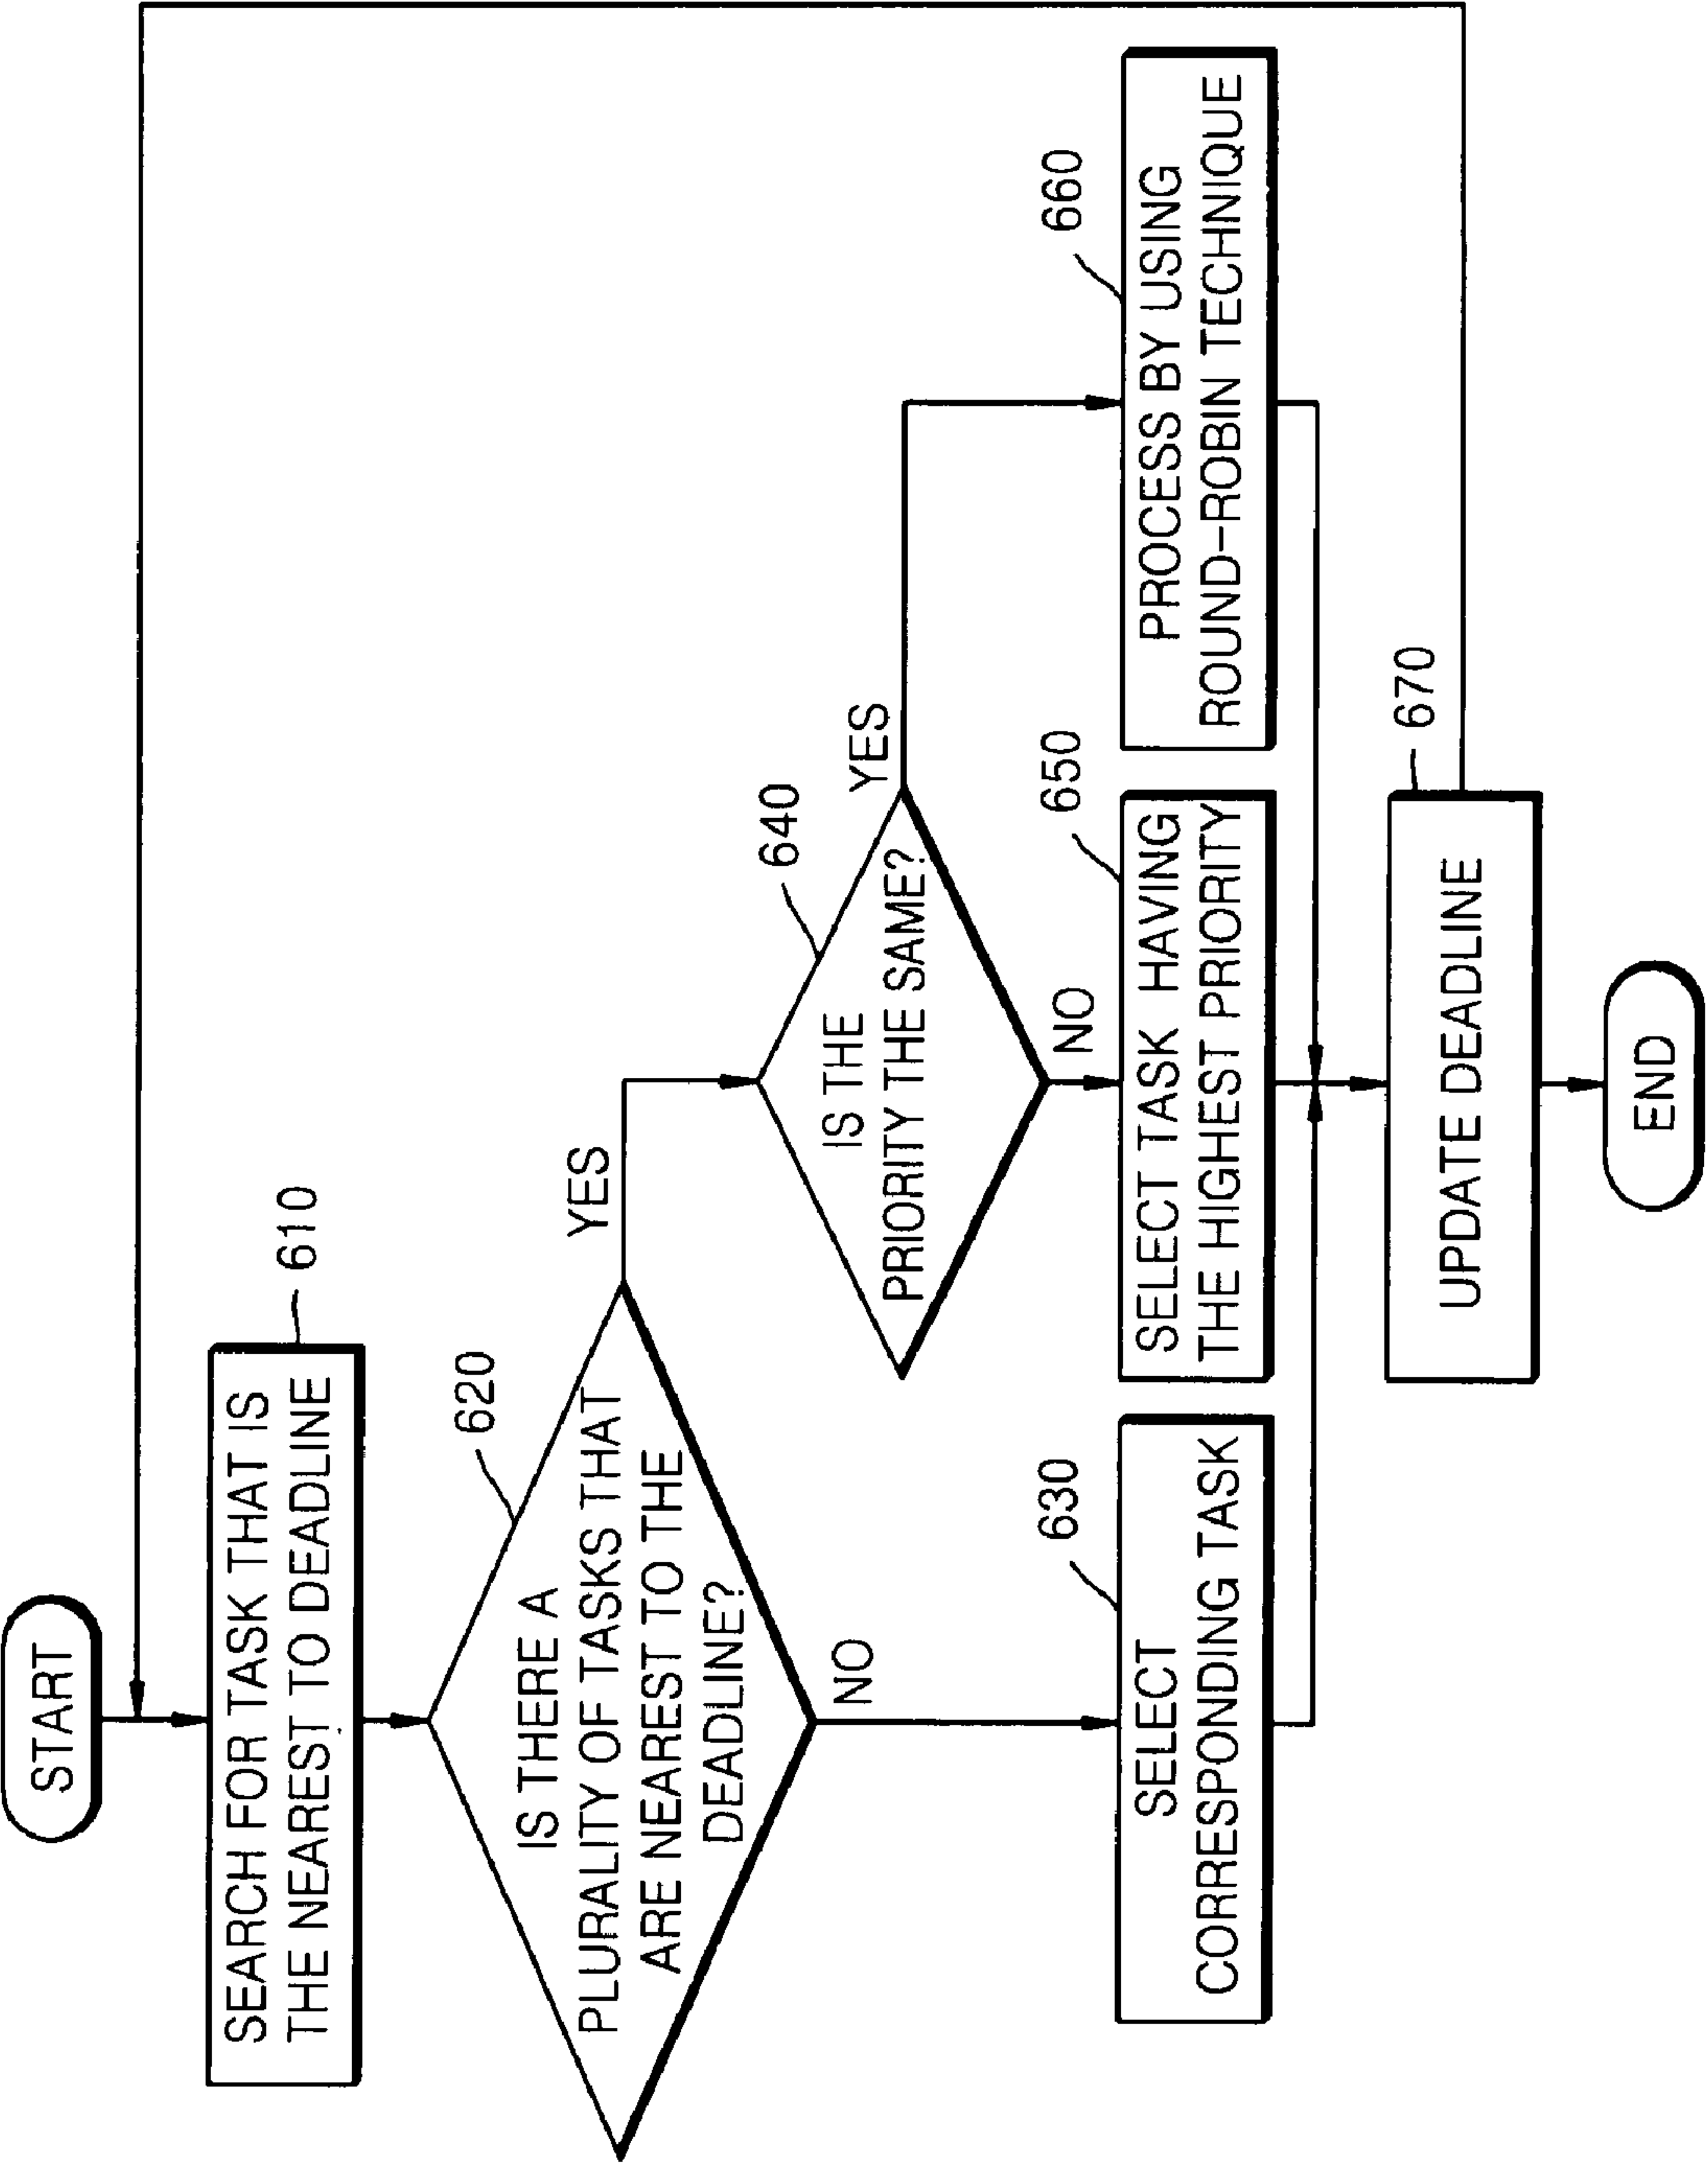 START
SEARCH FOR TASK THAT IS
THE NEAREST TO DEADLINE
610
IS THERE A
PLURALITY OF TASKS THAT
ARE NEAREST TO THE
DEADLINE?
620
YES
NO
IS THE
PRIORITY THE SAME?
640
YES
NO
SELECT
CORRESPONDING TASK
630
SELECT TASK HAVING
THE HIGHEST PRIORITY
650
PROCESS BY USING
ROUND-ROBIN TECHNIQUE
660
UPDATE DEADLINE
670
END